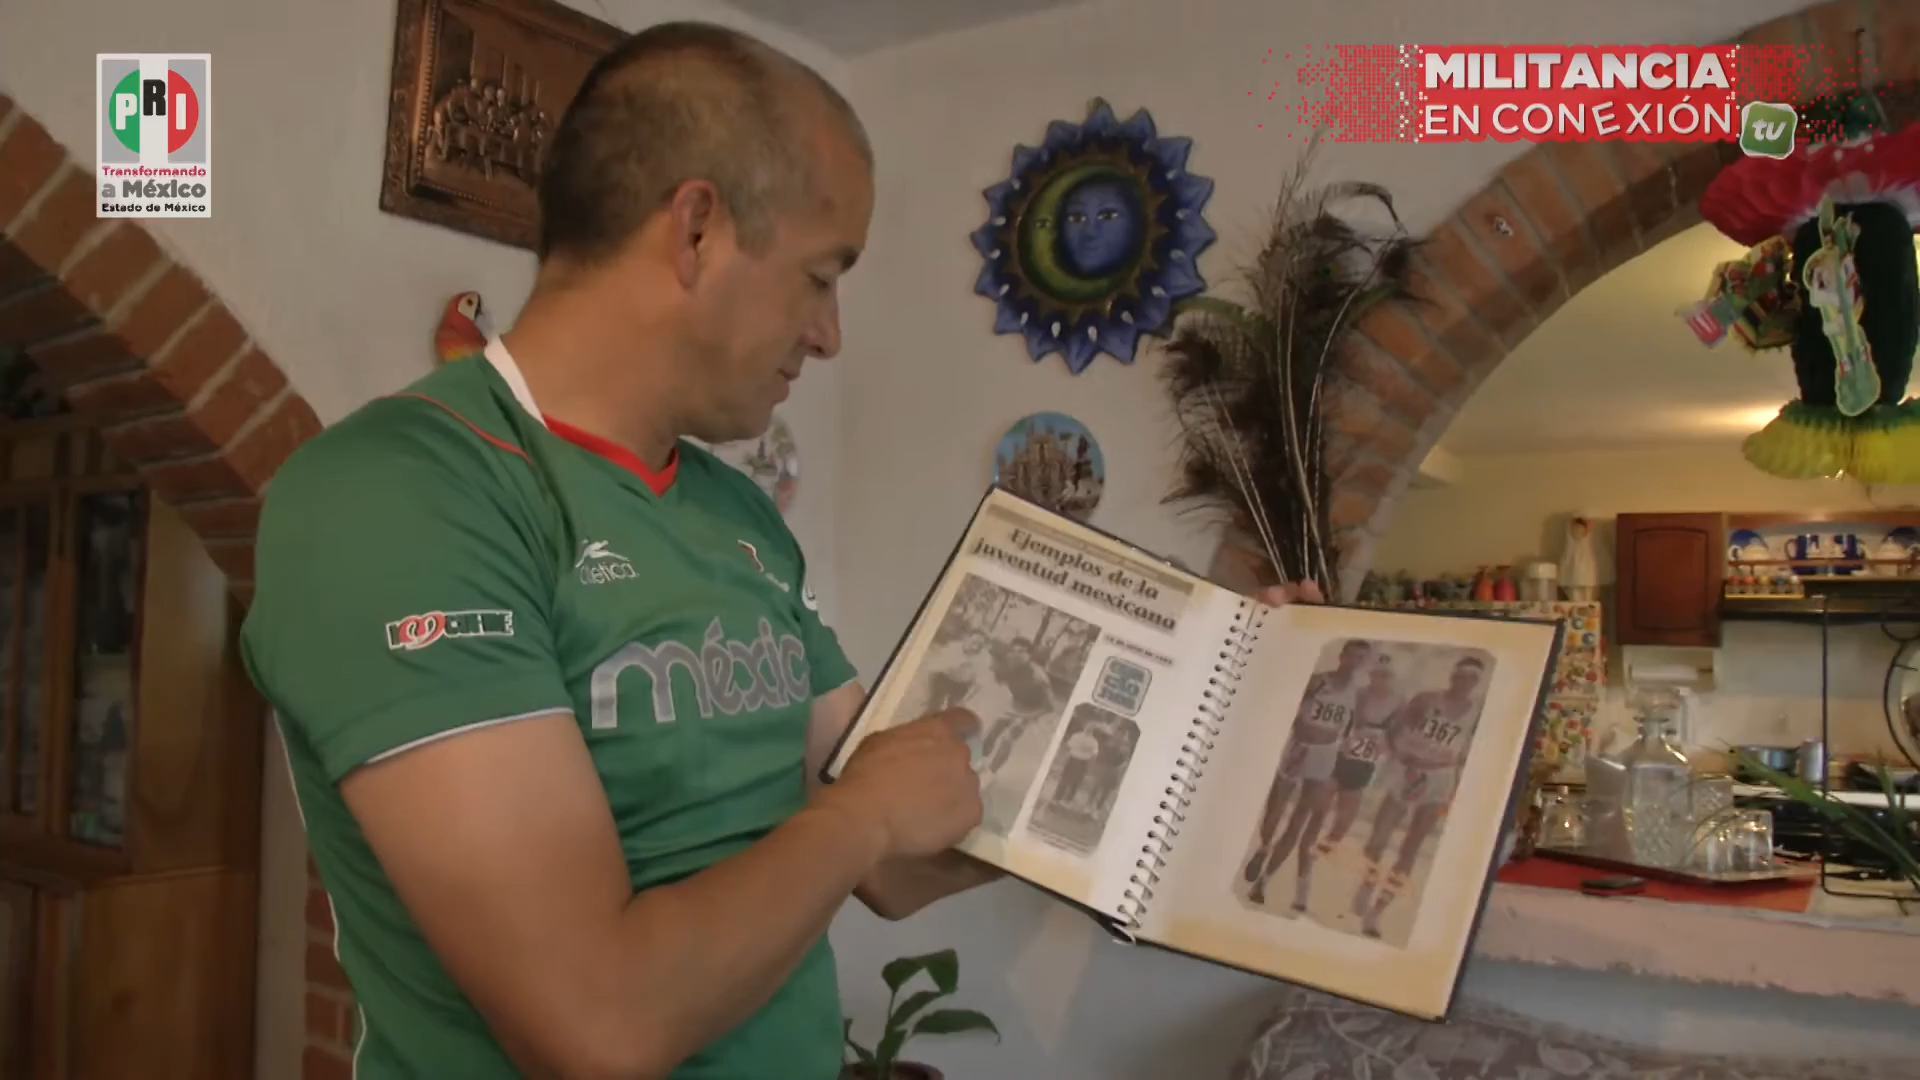 PRI
Transformando
a México
Estado de México
MILITANCIA
EN CONEXIÓN
tv
atletica
méxico
Ejemplos de la
juventud mexicana
368
26
367